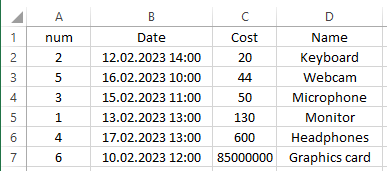 A B C D
1 num Date Cost Name
2 2 12.02.2023 14:00 20 Keyboard
3 5 16.02.2023 10:00 44 Webcam
4 3 15.02.2023 11:00 50 Microphone
5 1 13.02.2023 13:00 130 Monitor
6 4 17.02.2023 13:00 600 Headphones
7 6 10.02.2023 12:00 85000000 Graphics card